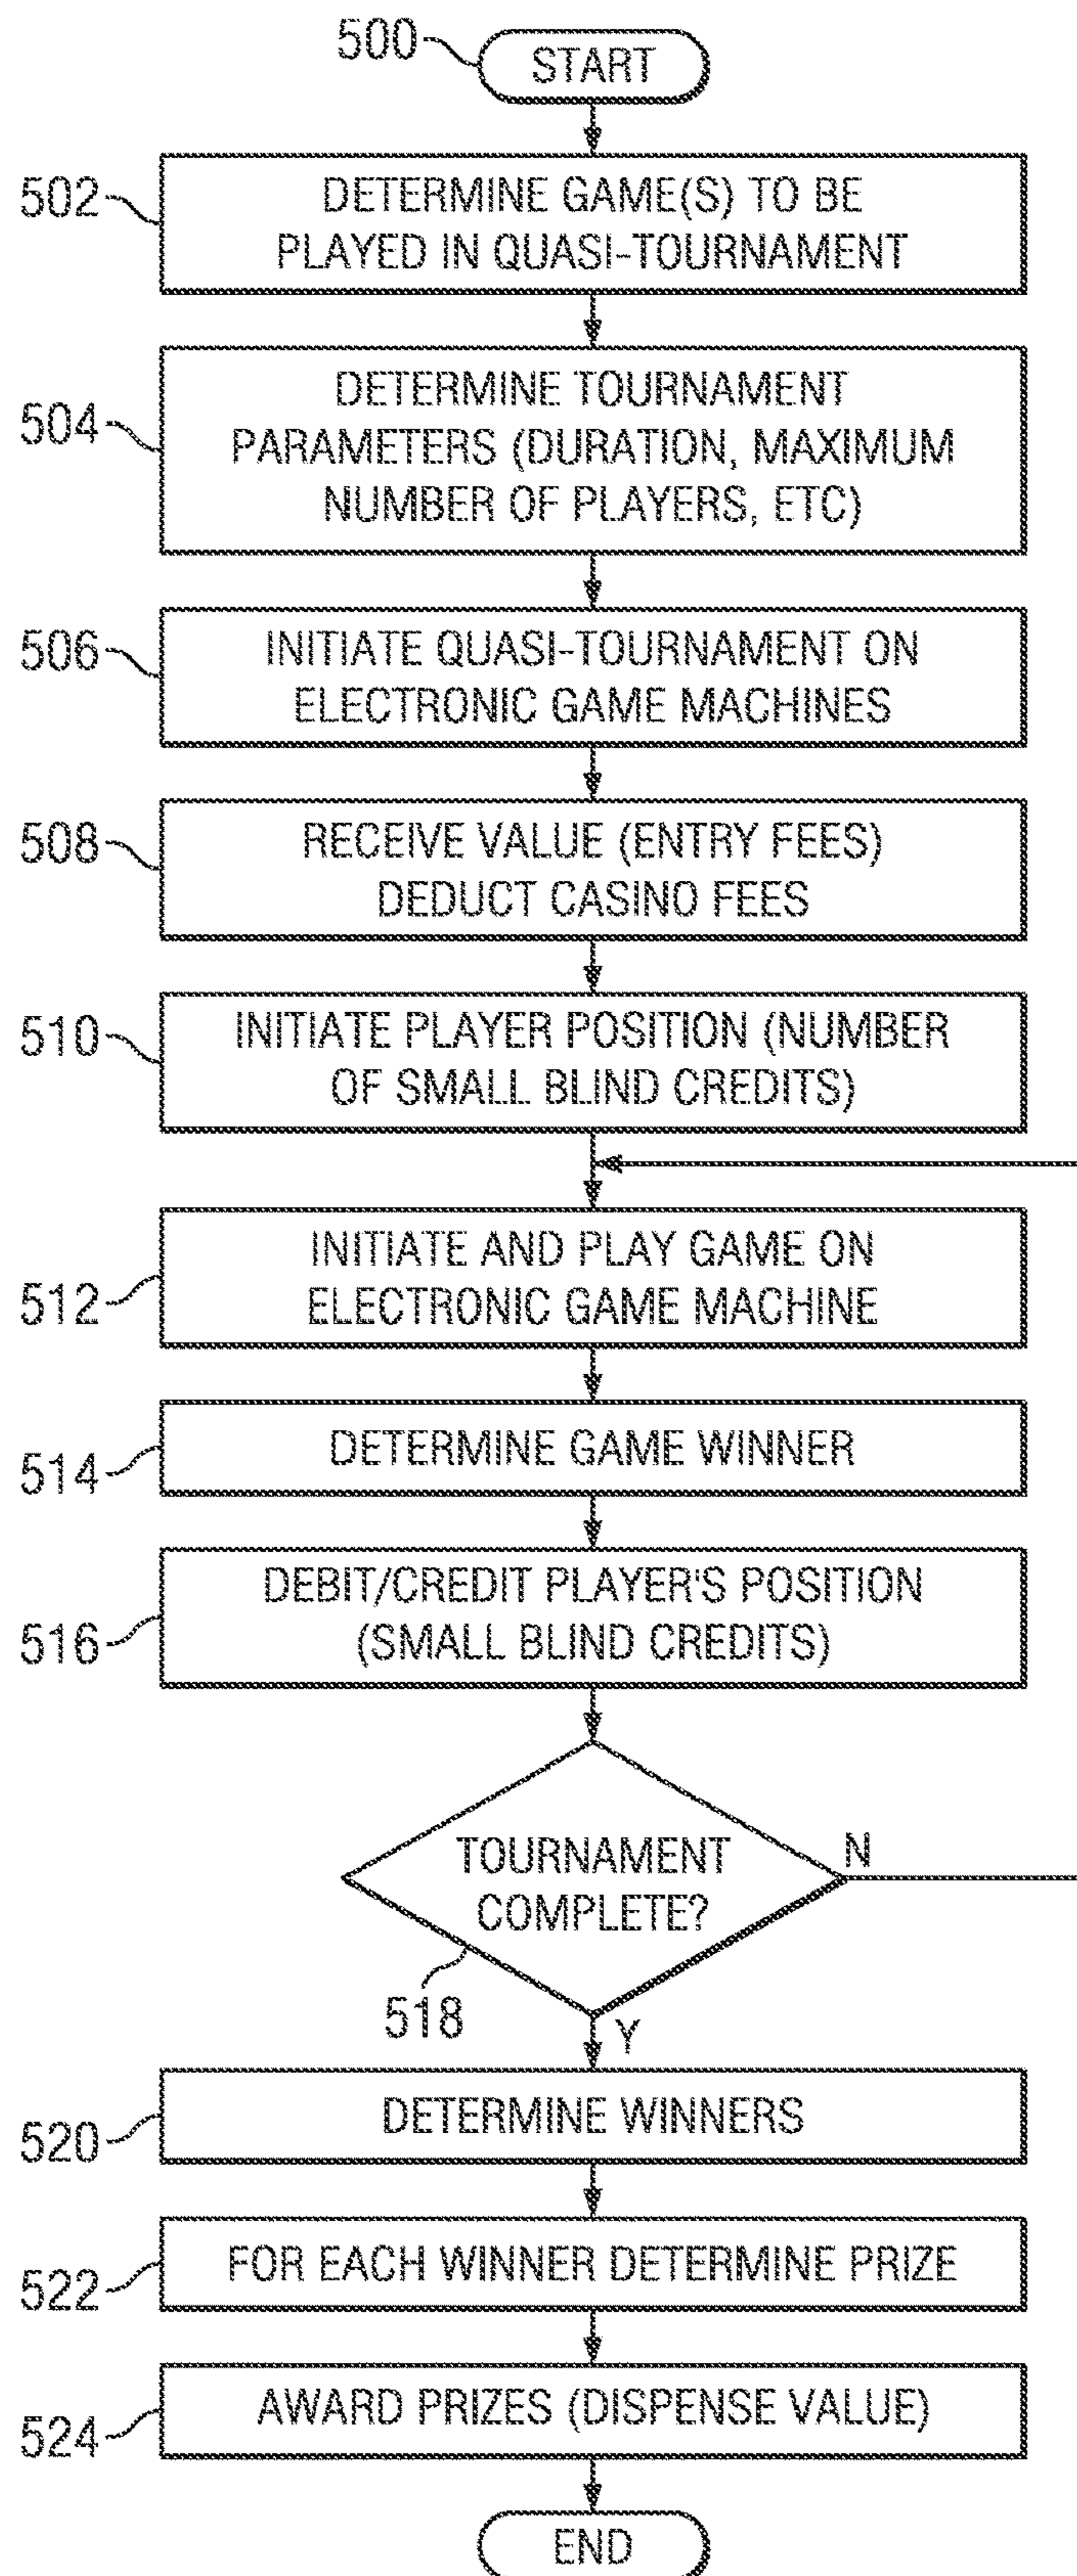 500
START
502
DETERMINE GAME(S) TO BE
PLAYED IN QUASI-TOURNAMENT
504
DETERMINE TOURNAMENT
PARAMETERS (DURATION, MAXIMUM
NUMBER OF PLAYERS, ETC)
506
INITIATE QUASI-TOURNAMENT ON
ELECTRONIC GAME MACHINES
508
RECEIVE VALUE (ENTRY FEES)
DEDUCT CASINO FEES
510
INITIATE PLAYER POSITION (NUMBER
OF SMALL BLIND CREDITS)
512
INITIATE AND PLAY GAME ON
ELECTRONIC GAME MACHINE
514
DETERMINE GAME WINNER
516
DEBIT/CREDIT PLAYER'S POSITION
(SMALL BLIND CREDITS)
TOURNAMENT
COMPLETE?
N
518
Y
520
DETERMINE WINNERS
522
FOR EACH WINNER DETERMINE PRIZE
524
AWARD PRIZES (DISPENSE VALUE)
END